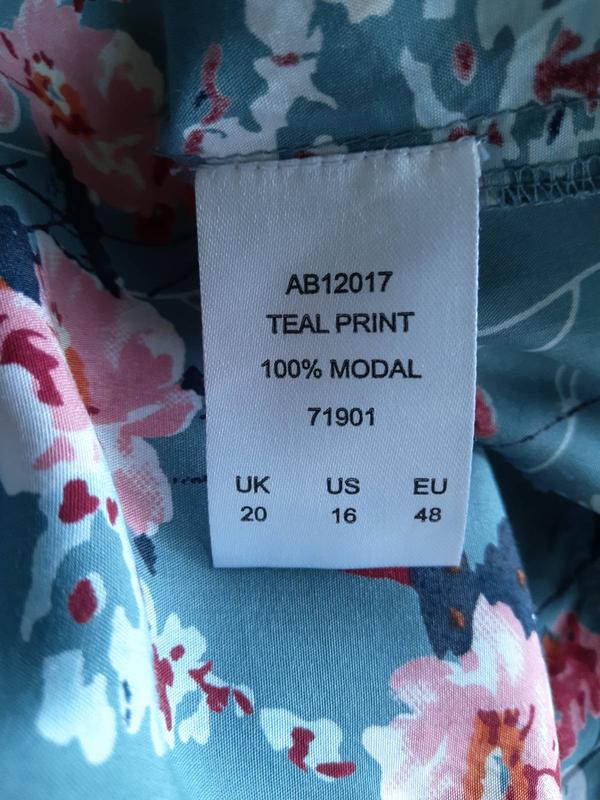 AB12017
TEAL PRINT
100% MODAL
71901
UK US EU
20 16 48